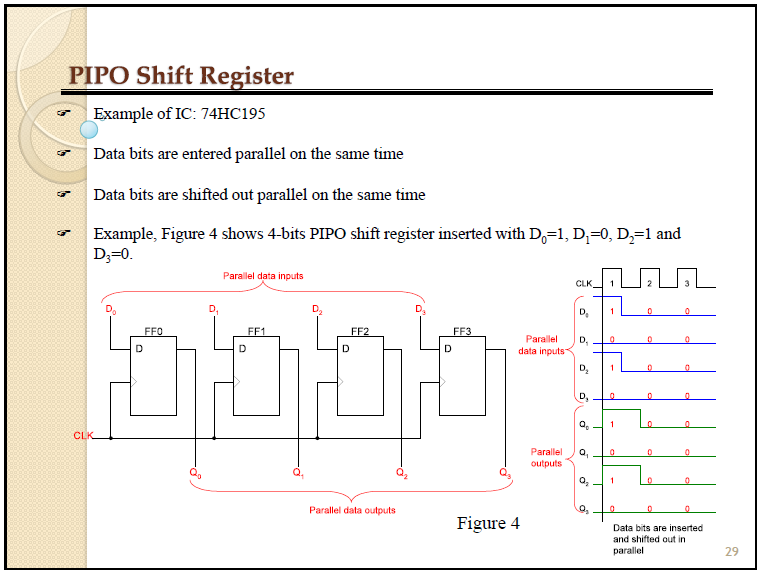 PIPO Shift Register
Example of IC: 74HC195
Data bits are entered parallel on the same time
Data bits are shifted out parallel on the same time
Example, Figure 4 shows 4-bits PIPO shift register inserted with D₀=1, D₁=0, D₂=1 and
D₃=0.
Parallel data inputs
D₀ D₁ D₂ D₃
FF0 FF1 FF2 FF3
D D D D
CLK
Q₀ Q₁ Q₂ Q₃
Parallel data outputs
Figure 4
CLK 1 2 3
Parallel
data inputs
D₀ 1 0 0
D₁ 0 0 0
D₂ 1 0 0
D₃ 0 0 0
Parallel
outputs
Q₀ 1 0 0
Q₁ 0 0 0
Q₂ 1 0 0
Q₃ 0 0 0
Data bits are inserted
and shifted out in
parallel
29